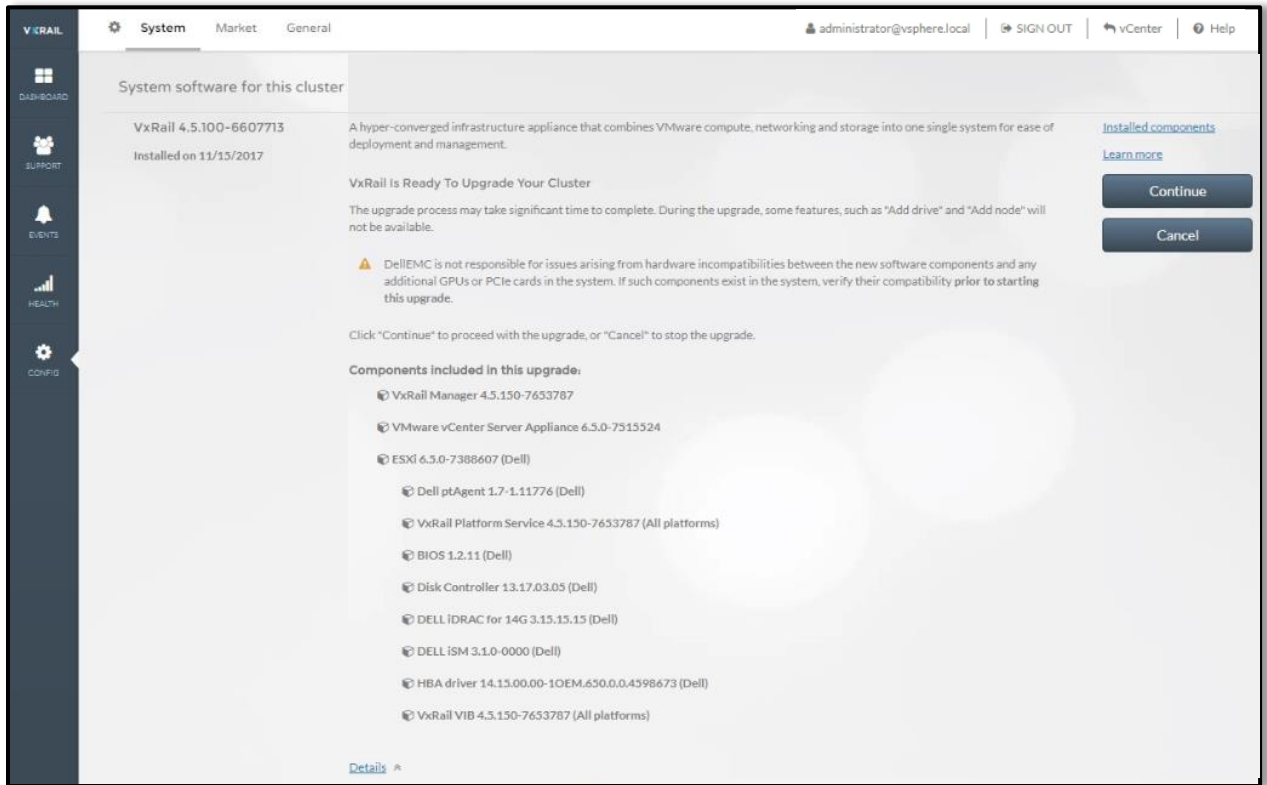 VXRAIL
System Market General
administrator@vsphere.local SIGN OUT vCenter Help
DASHBOARD
SUPPORT
EVENTS
HEALTH
CONFIG
System software for this cluster
VxRail 4.5.100-6607713
Installed on 11/15/2017
A hyper-converged infrastructure appliance that combines VMware compute, networking and storage into one single system for ease of
deployment and management.
Installed components
Learn more
Continue
Cancel
VxRail Is Ready To Upgrade Your Cluster
The upgrade process may take significant time to complete. During the upgrade, some features, such as "Add drive" and "Add node" will
not be available.
DellEMC is not responsible for issues arising from hardware incompatibilities between the new software components and any
additional GPUs or PCIe cards in the system. If such components exist in the system, verify their compatibility prior to starting
this upgrade.
Click "Continue" to proceed with the upgrade, or "Cancel" to stop the upgrade.
Components included in this upgrade:
VxRail Manager 4.5.150-7653787
VMware vCenter Server Appliance 6.5.0-7515524
ESXi 6.5.0-7388607 (Dell)
Dell ptAgent 1.7-1.11776 (Dell)
VxRail Platform Service 4.5.150-7653787 (All platforms)
BIOS 1.2.11 (Dell)
Disk Controller 13.17.03.05 (Dell)
DELL iDRAC for 14G 3.15.15.15 (Dell)
DELL iSM 3.1.0-0000 (Dell)
HBA driver 14.15.00.00-1OEM.650.0.0.4598673 (Dell)
VxRail VIB 4.5.150-7653787 (All platforms)
Details